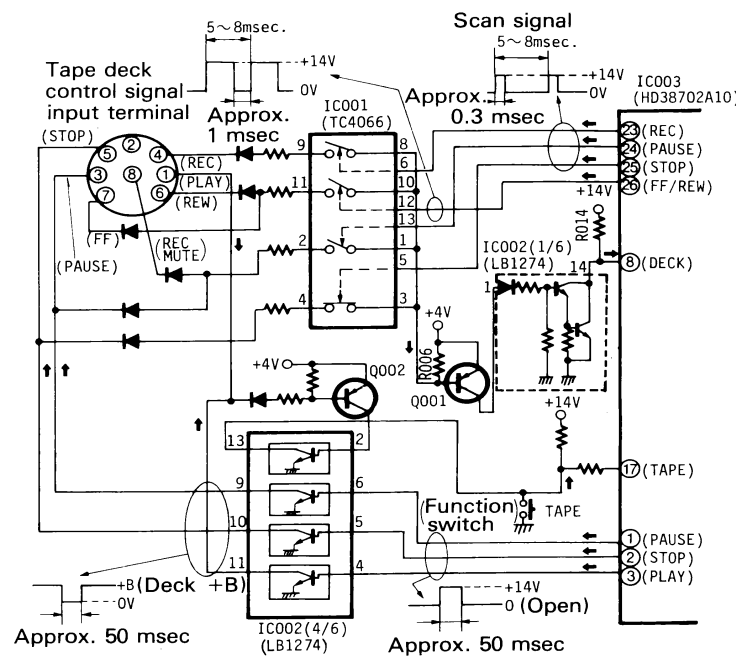 Scan signal
5~8msec.
5~8msec.
+14V
0V
+14V
0V
Tape deck
control signal
input terminal
Approx.
1 msec
IC001
(TC4066)
Approx.
0.3 msec
IC003
(HD38702A10)
(STOP)
2
5
4
(REC)
3
8
1
(PLAY)
7
6
(REW)
(FF)
(REC
MUTE)
(PAUSE)
9
8
6
11
10
12
13
2
1
5
4
3
23 (REC)
24 (PAUSE)
25 (STOP)
26 (FF/REW)
+14V
R014
IC002(1/6)
(LB1274)
14
8 (DECK)
1
+4V
R006
Q001
+4V
Q002
+14V
13
2
17 (TAPE)
9
6
(Function
switch)
TAPE
10
5
1 (PAUSE)
2 (STOP)
11
4
3 (PLAY)
+B (Deck +B)
0V
Approx. 50 msec
IC002(4/6)
(LB1274)
+14V
0 (Open)
Approx. 50 msec